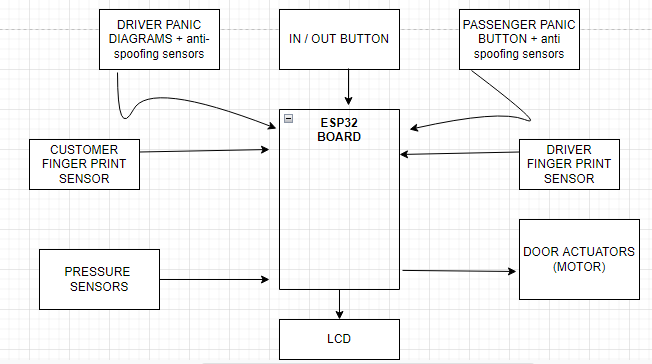 DRIVER PANIC
DIAGRAMS + anti-
spoofing sensors
IN / OUT BUTTON
PASSENGER PANIC
BUTTON + anti
spoofing sensors
ESP32
BOARD
CUSTOMER
FINGER PRINT
SENSOR
DRIVER
FINGER PRINT
SENSOR
PRESSURE
SENSORS
DOOR ACTUATORS
(MOTOR)
LCD